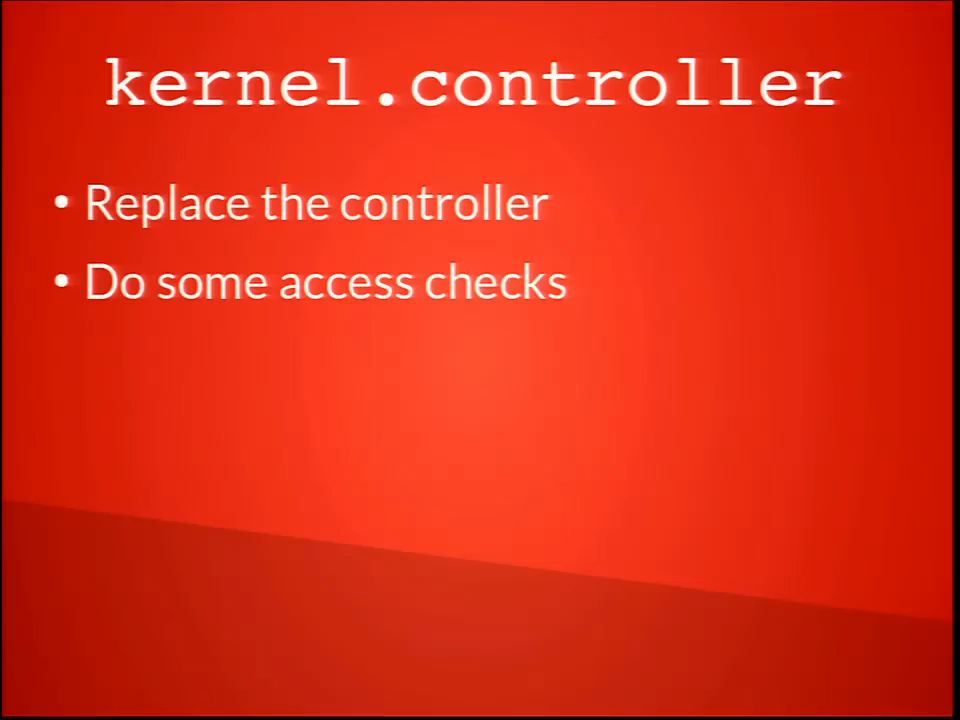 kernel.controller
• Replace the controller
• Do some access checks